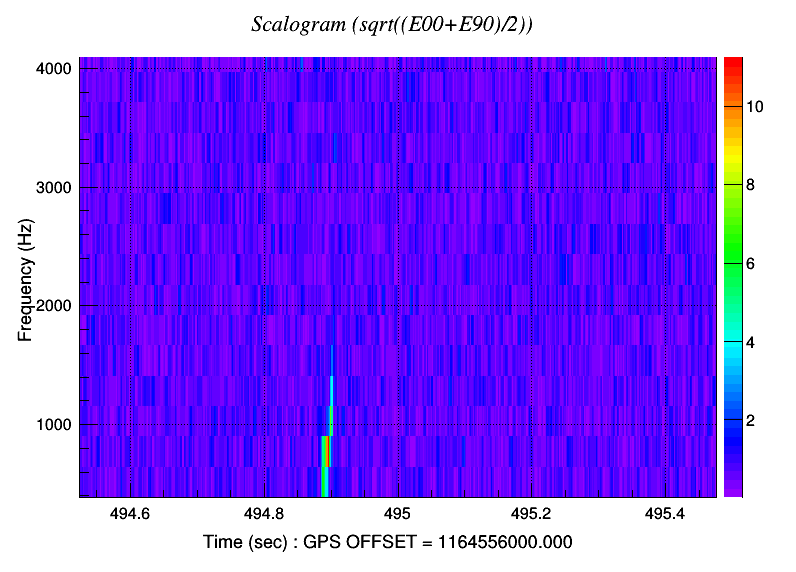 Scalogram (sqrt((E00+E90)/2))
4000
3000
2000
1000
Frequency (Hz)
494.6 494.8 495 495.2 495.4
Time (sec) : GPS OFFSET = 1164556000.000
10
8
6
4
2